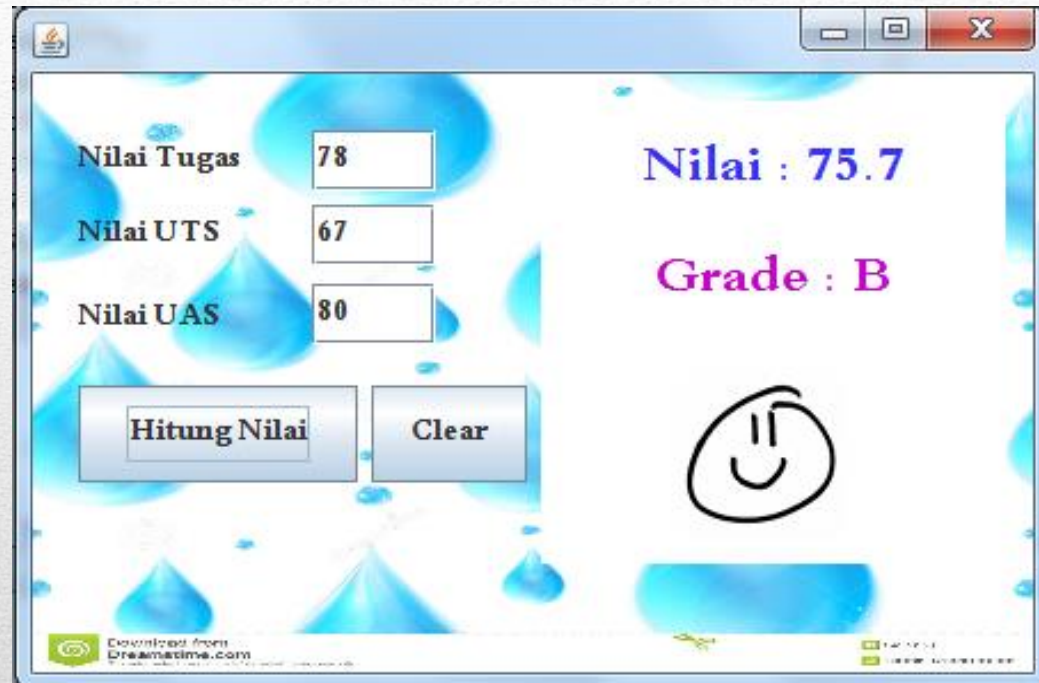 Nilai Tugas 78
Nilai UTS 67
Nilai UAS 80
Hitung Nilai Clear
Nilai : 75.7
Grade : B
Download from
Dreamstime.com